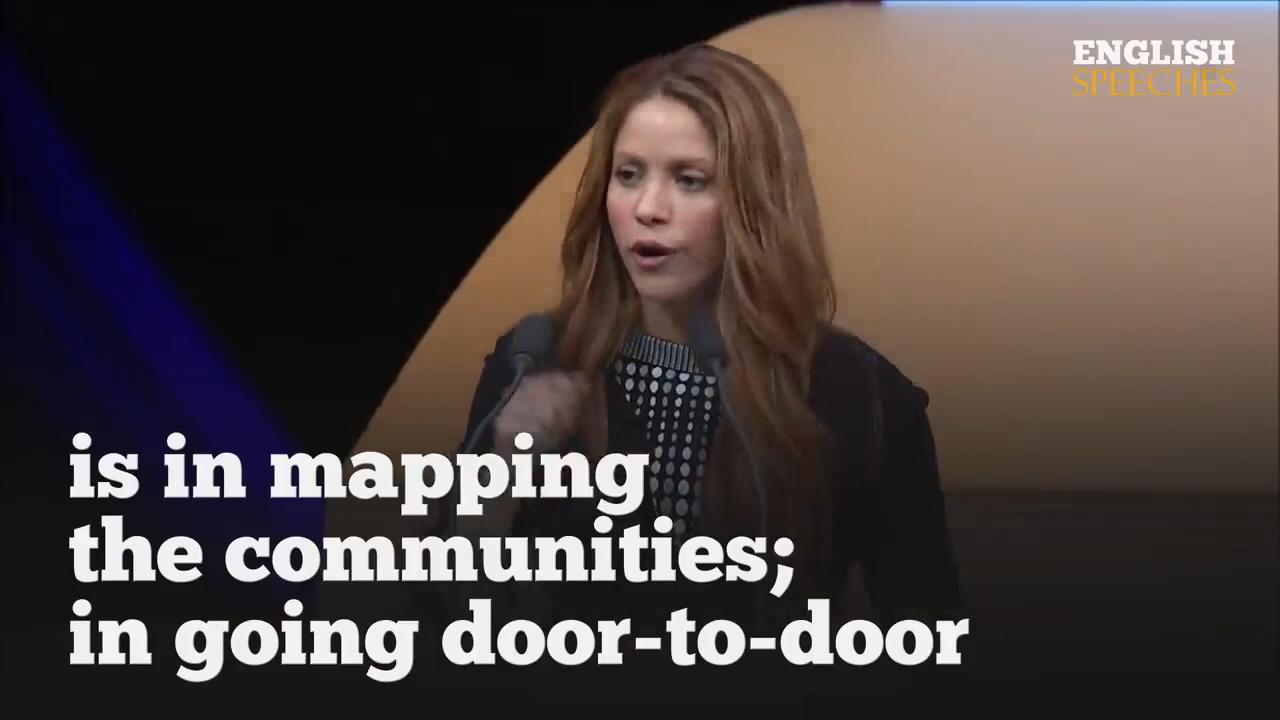 ENGLISH
SPEECHES
is in mapping
the communities;
in going door-to-door